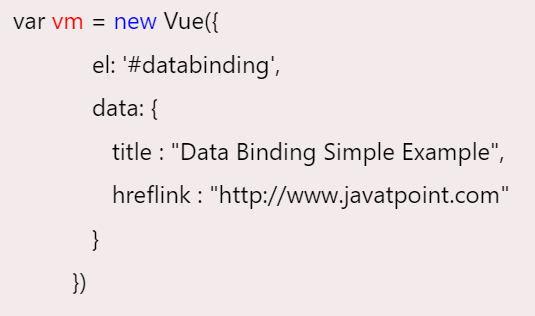 var vm = new Vue({
el: '#databinding',
data: {
title : "Data Binding Simple Example",
hreflink : "http://www.javatpoint.com"
}
})